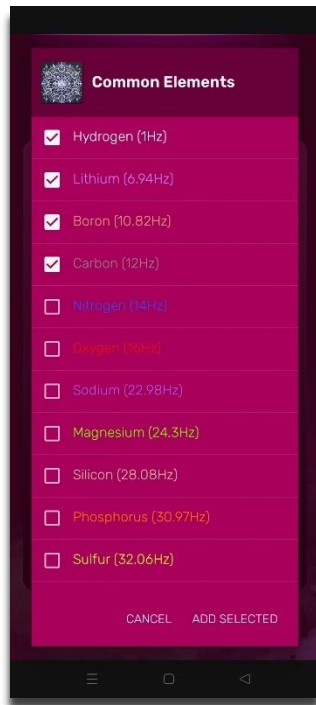 Common Elements
Hydrogen (1Hz)
Lithium (6.94Hz)
Boron (10.82Hz)
Carbon (12Hz)
Nitrogen (14Hz)
Oxygen (16Hz)
Sodium (22.98Hz)
Magnesium (24.3Hz)
Silicon (28.08Hz)
Phosphorus (30.97Hz)
Sulfur (32.06Hz)
CANCEL ADD SELECTED